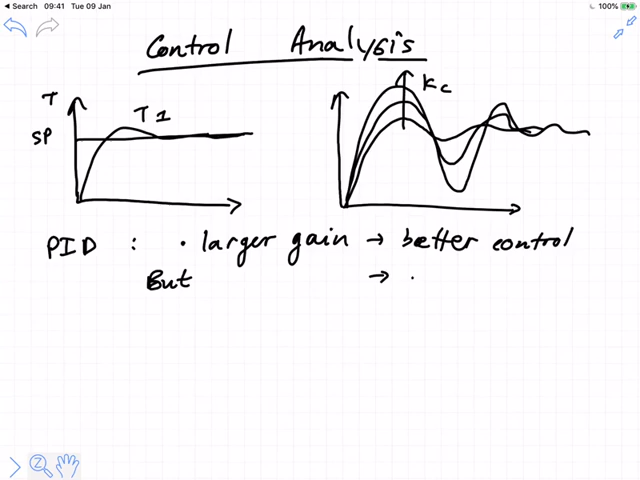 Search 09:41 Tue 09 Jan 100%
Control Analysis
T
T1
SP
Kc
PID : · larger gain → better control
But → ·